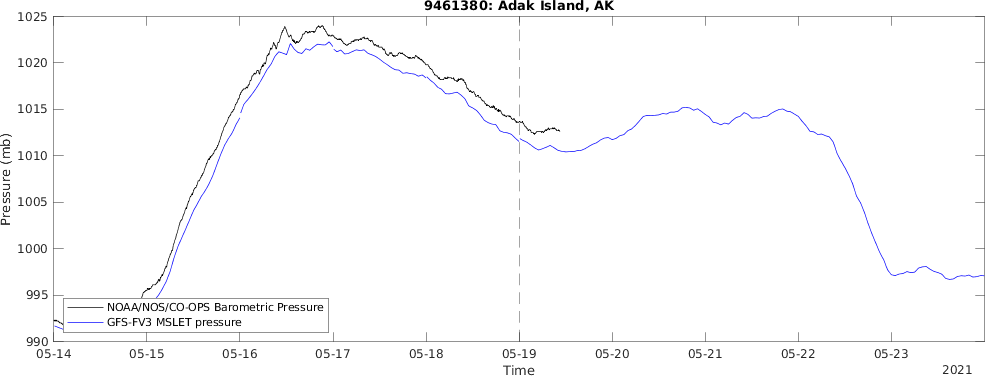 9461380: Adak Island, AK
Pressure (mb)
1025
1020
1015
1010
1005
1000
995
990
NOAA/NOS/CO-OPS Barometric Pressure
GFS-FV3 MSLET pressure
05-14 05-15 05-16 05-17 05-18 05-19 05-20 05-21 05-22 05-23
Time
2021